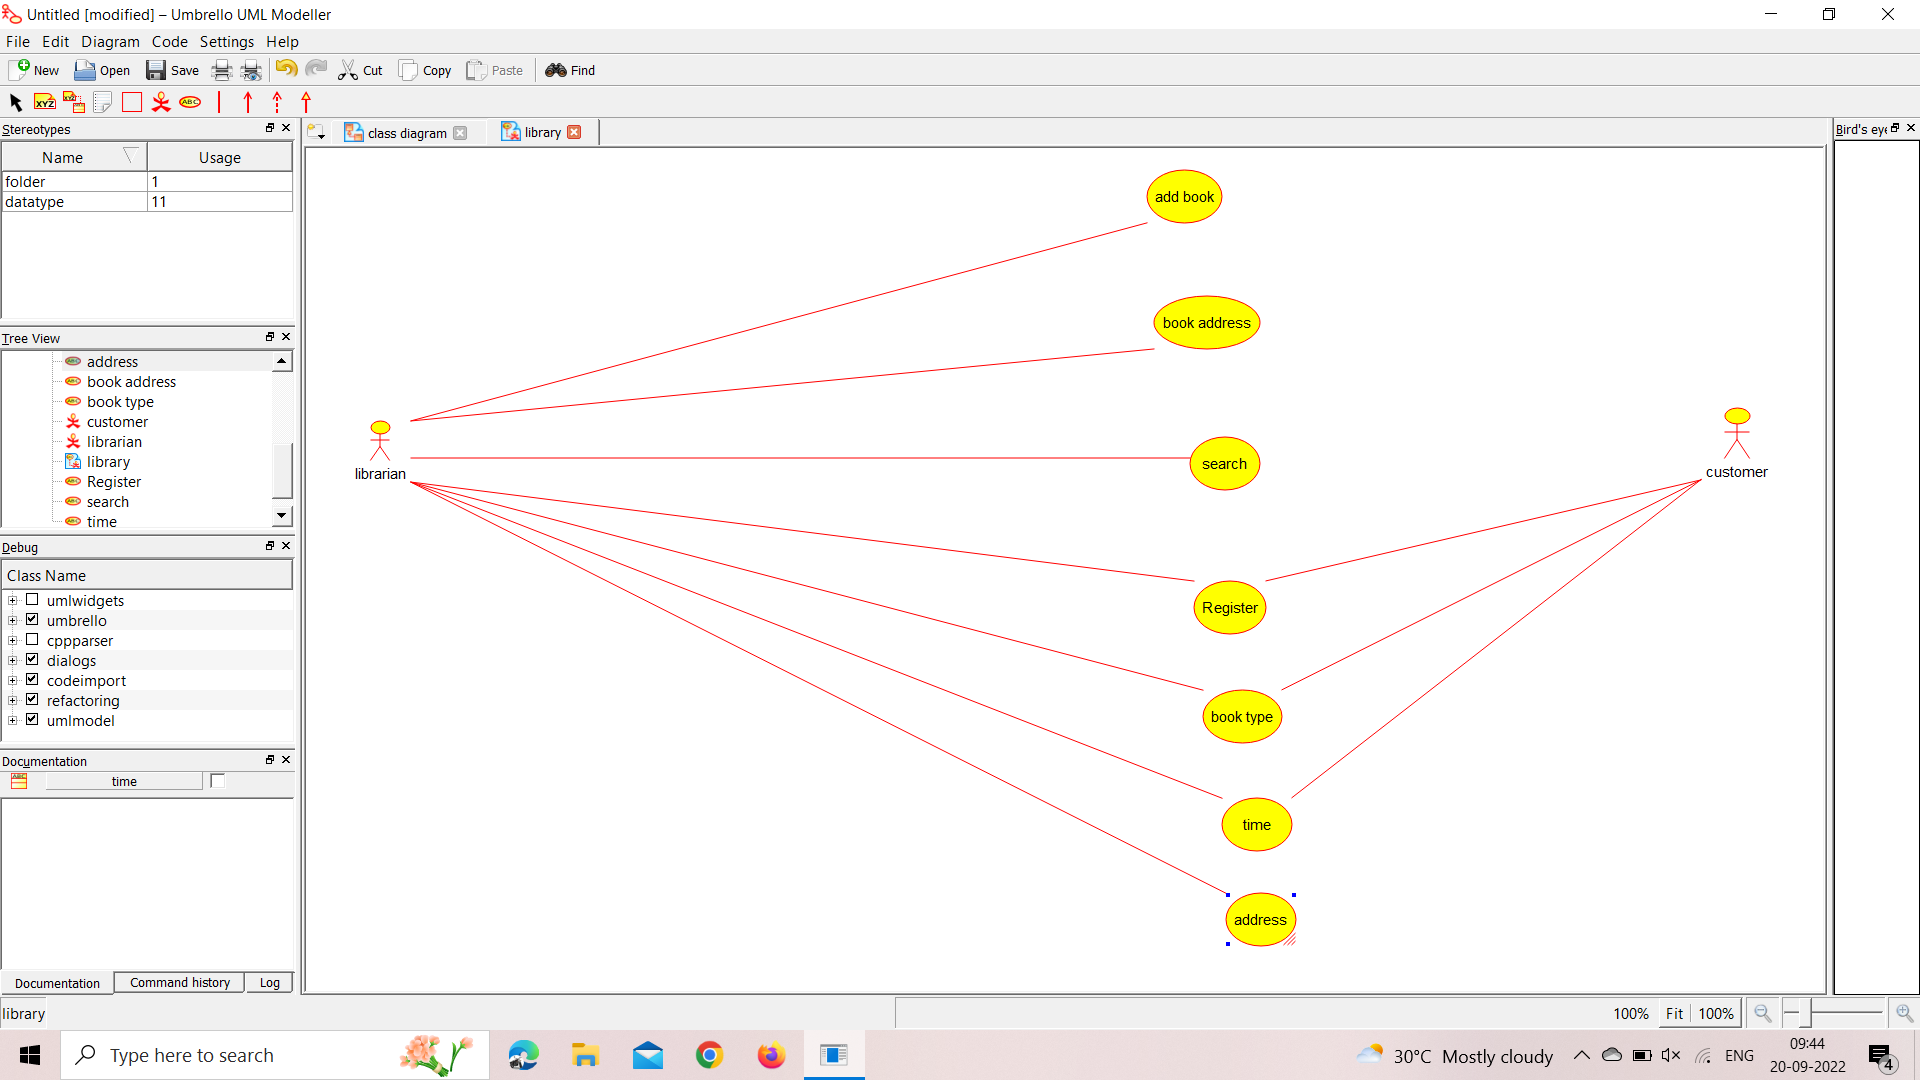 Untitled [modified] – Umbrello UML Modeller
File Edit Diagram Code Settings Help
New Open Save Cut Copy Paste Find
XYZ XYZ ABC
Stereotypes
Name Usage
folder 1
datatype 11
Tree View
address
book address
book type
customer
librarian
library
Register
search
time
Debug
Class Name
umlwidgets
umbrello
cppparser
dialogs
codeimport
refactoring
umlmodel
Documentation
time
Documentation Command history Log
class diagram library
add book
book address
librarian
search
customer
Register
book type
time
address
Bird's eye
library
100% Fit 100%
Type here to search
30°C Mostly cloudy
ENG
09:44
20-09-2022
4